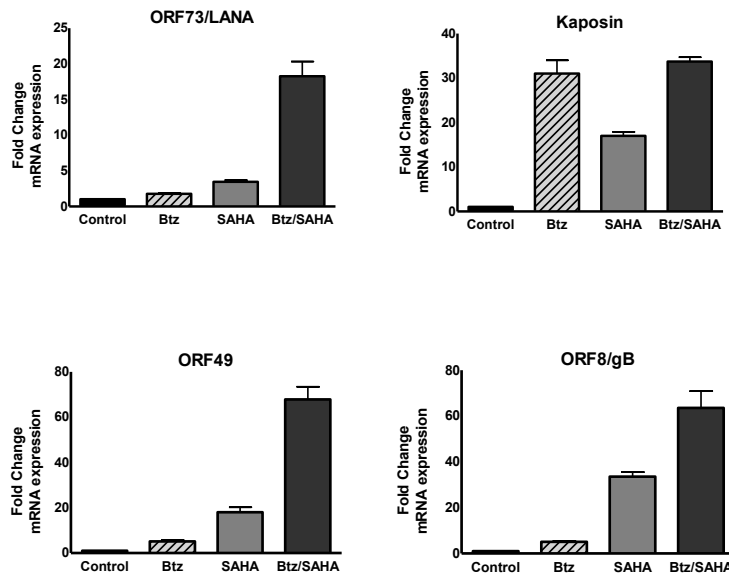 ORF73/LANA
Fold Change
mRNA expression
25
20
15
10
5
0
Control Btz SAHA Btz/SAHA
Kaposin
Fold Change
mRNA expression
40
30
20
10
0
Control Btz SAHA Btz/SAHA
ORF49
Fold Change
mRNA expression
80
60
40
20
0
Control Btz SAHA Btz/SAHA
ORF8/gB
Fold Change
mRNA expression
80
60
40
20
0
Control Btz SAHA Btz/SAHA